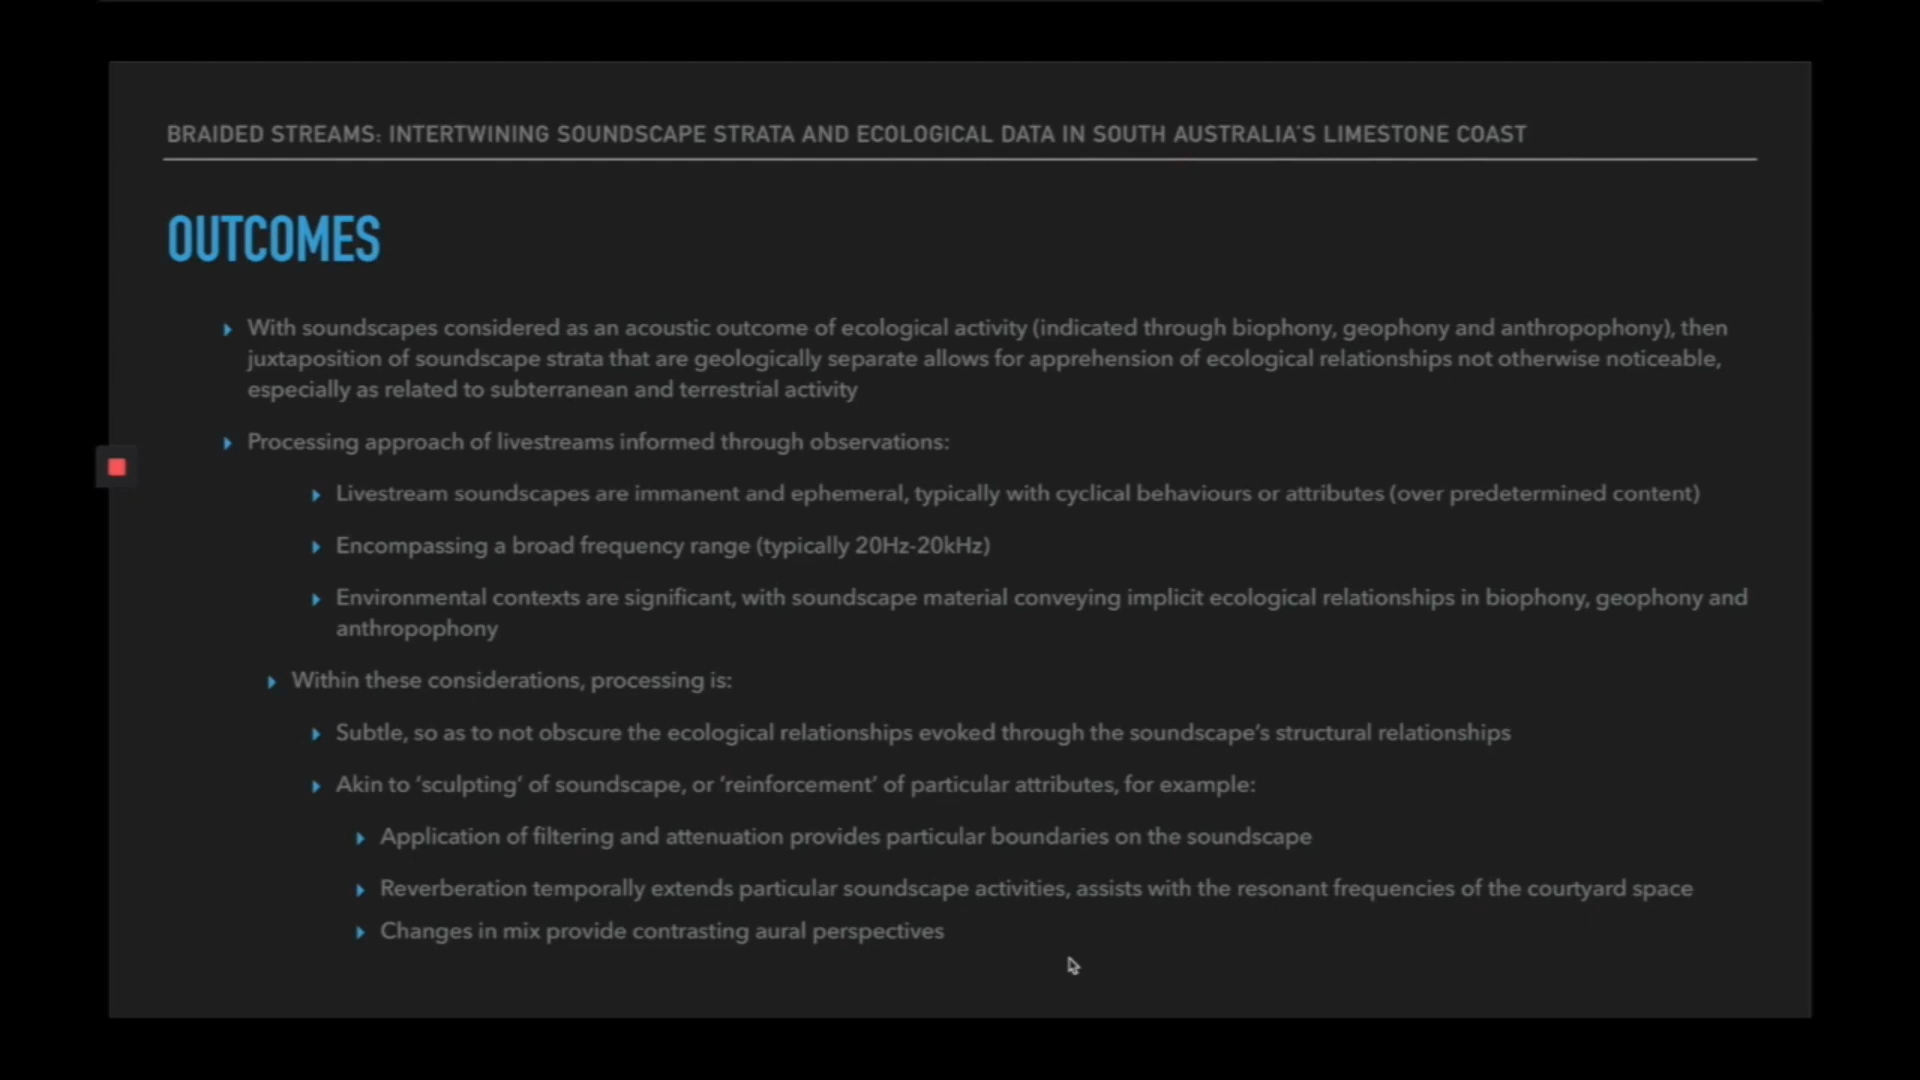 BRAIDED STREAMS: INTERTWINING SOUNDSCAPE STRATA AND ECOLOGICAL DATA IN SOUTH AUSTRALIA'S LIMESTONE COAST
OUTCOMES
With soundscapes considered as an acoustic outcome of ecological activity (indicated through biophony, geophony and anthropophony), then
juxtaposition of soundscape strata that are geologically separate allows for apprehension of ecological relationships not otherwise noticeable,
especially as related to subterranean and terrestrial activity
Processing approach of livestreams informed through observations:
Livestream soundscapes are immanent and ephemeral, typically with cyclical behaviours or attributes (over predetermined content)
Encompassing a broad frequency range (typically 20Hz-20kHz)
Environmental contexts are significant, with soundscape material conveying implicit ecological relationships in biophony, geophony and
anthropophony
Within these considerations, processing is:
Subtle, so as to not obscure the ecological relationships evoked through the soundscape’s structural relationships
Akin to ‘sculpting’ of soundscape, or ‘reinforcement’ of particular attributes, for example:
Application of filtering and attenuation provides particular boundaries on the soundscape
Reverberation temporally extends particular soundscape activities, assists with the resonant frequencies of the courtyard space
Changes in mix provide contrasting aural perspectives